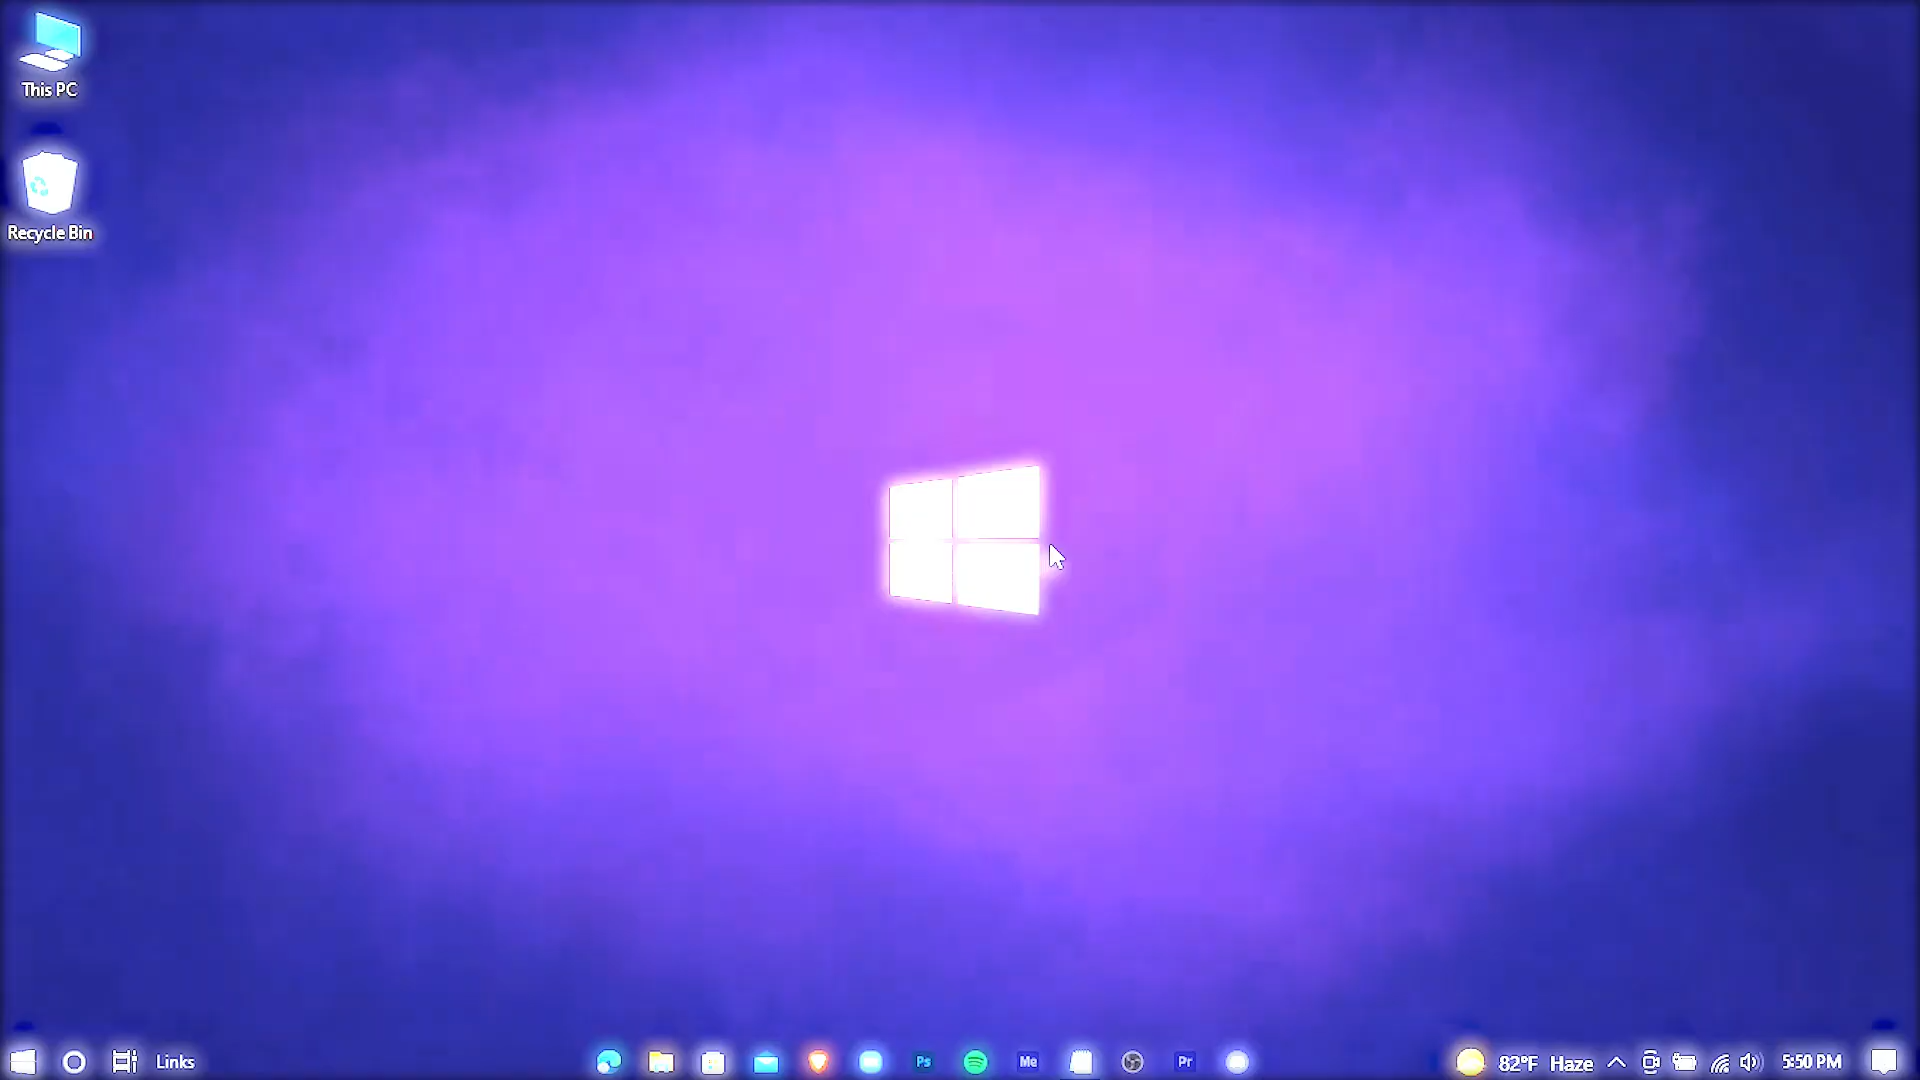 This PC
Recycle Bin
Links
Ps
Me
Pr
82°F Haze
5:50 PM